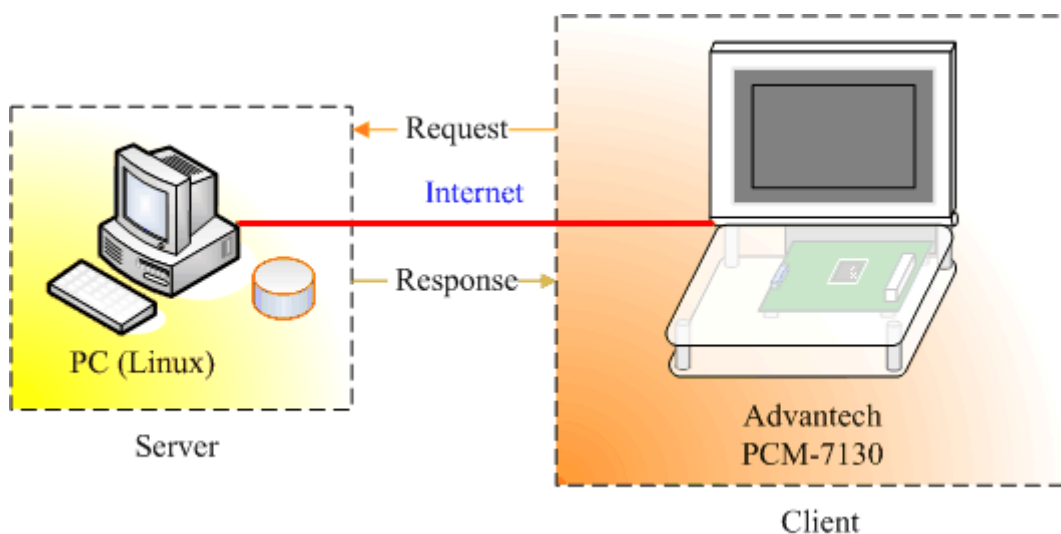 Request
Internet
Response
PC (Linux)
Server
Advantech
PCM-7130
Client